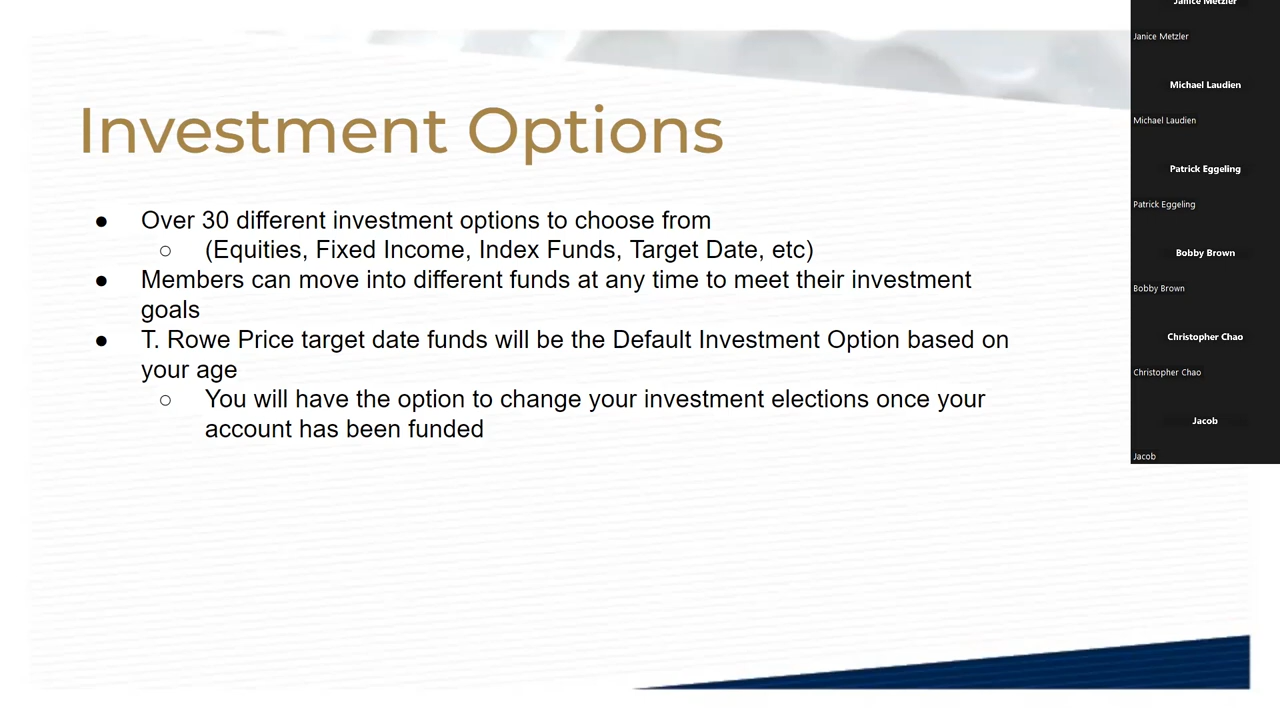 Investment Options
● Over 30 different investment options to choose from
○ (Equities, Fixed Income, Index Funds, Target Date, etc)
● Members can move into different funds at any time to meet their investment
goals
● T. Rowe Price target date funds will be the Default Investment Option based on
your age
○ You will have the option to change your investment elections once your
account has been funded
Janice Metzler
Janice Metzler
Michael Laudien
Michael Laudien
Patrick Eggeling
Patrick Eggeling
Bobby Brown
Bobby Brown
Christopher Chao
Christopher Chao
Jacob
Jacob